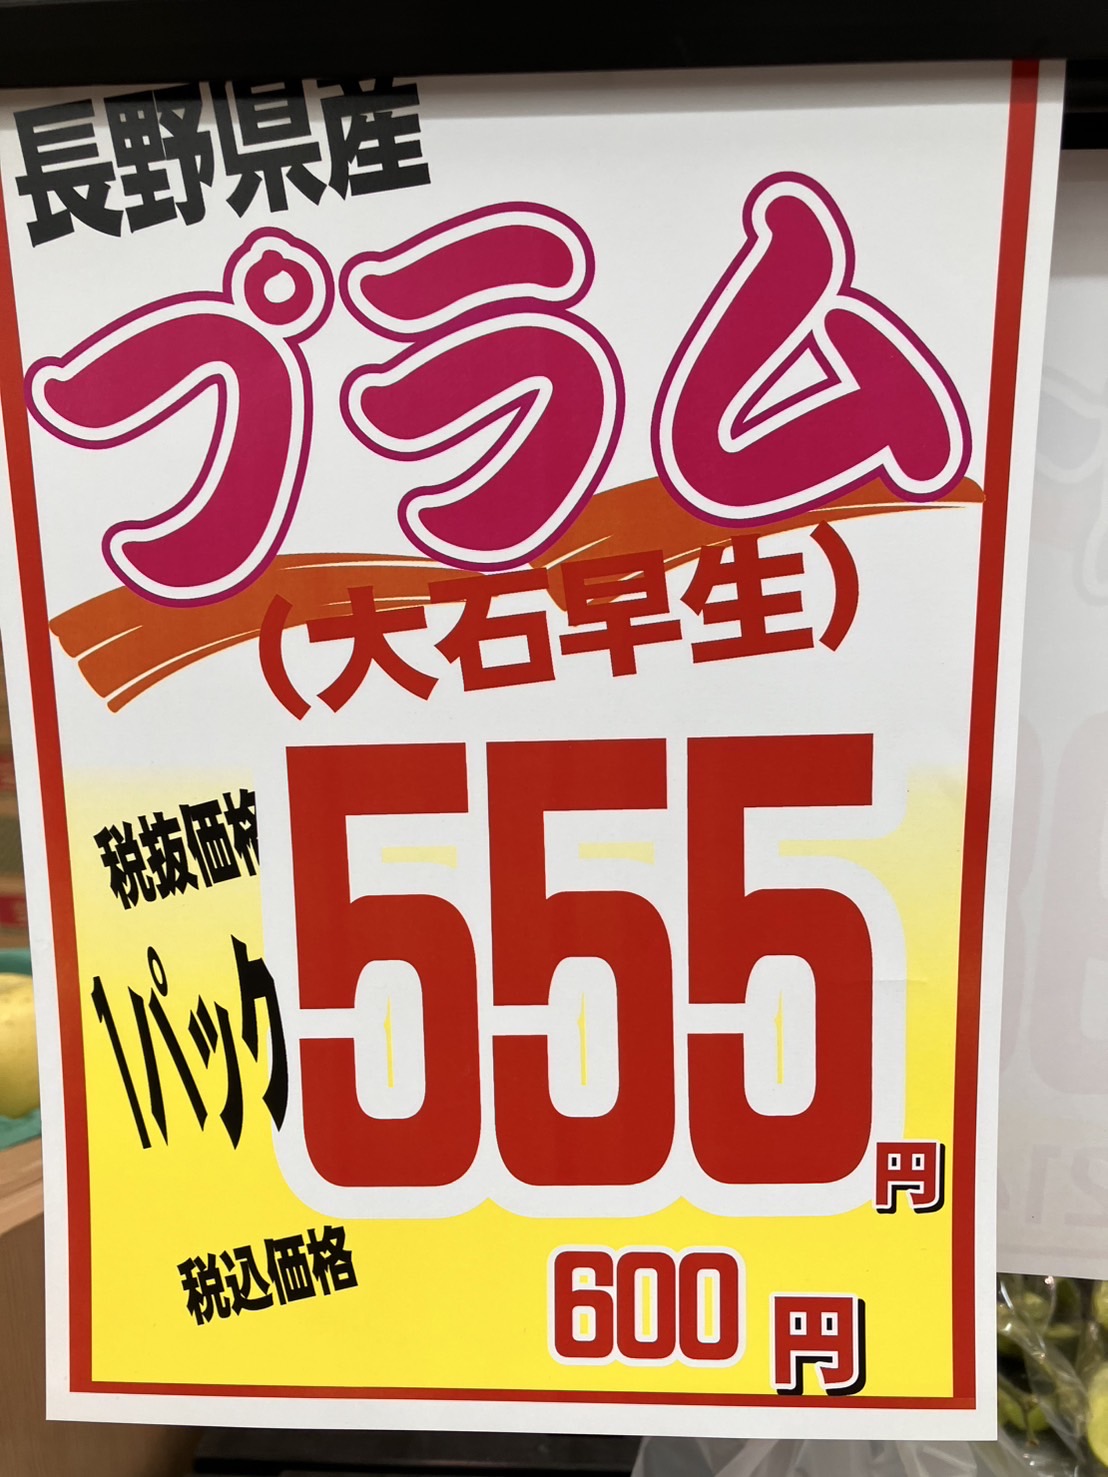 長野県産
プラム
（大石早生）
税抜価格
1パック
555円
税込価格
600円